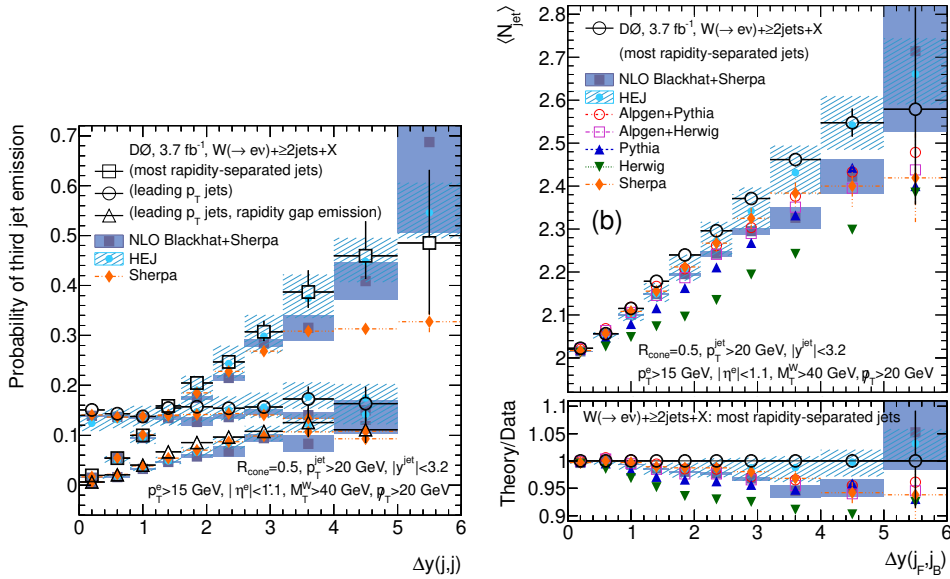 Probability of third jet emission
0.7
0.6
0.5
0.4
0.3
0.2
0.1
0
DØ, 3.7 fb⁻¹, W(→ eν)+≥2jets+X
(most rapidity-separated jets)
(leading p_T jets)
(leading p_T jets, rapidity gap emission)
NLO Blackhat+Sherpa
HEJ
Sherpa
R_cone=0.5, p_T^jet>20 GeV, |y^jet|<3.2
p_T^e>15 GeV, |η^e|<1.1, M_T^W>40 GeV, p̸_T>20 GeV
0 1 2 3 4 5 6
Δy(j,j)
⟨N_jet⟩
2.8
2.7
2.6
2.5
2.4
2.3
2.2
2.1
2
DØ, 3.7 fb⁻¹, W(→ eν)+≥2jets+X
(most rapidity-separated jets)
NLO Blackhat+Sherpa
HEJ
Alpgen+Pythia
Alpgen+Herwig
Pythia
Herwig
Sherpa
(b)
R_cone=0.5, p_T^jet>20 GeV, |y^jet|<3.2
p_T^e>15 GeV, |η^e|<1.1, M_T^W>40 GeV, p̸_T>20 GeV
Theory/Data
W(→ eν)+≥2jets+X: most rapidity-separated jets
1.05
1
0.95
0.9
0 1 2 3 4 5 6
Δy(j_F,j_B)